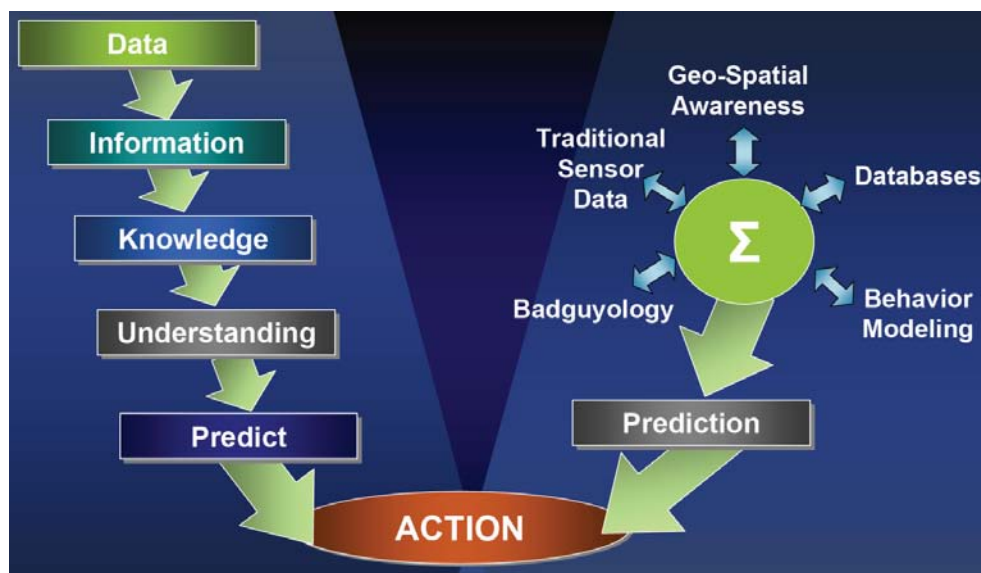 Data
Information
Knowledge
Understanding
Predict
Geo-Spatial
Awareness
Traditional
Sensor
Data
Databases
Σ
Badguyology
Behavior
Modeling
Prediction
ACTION